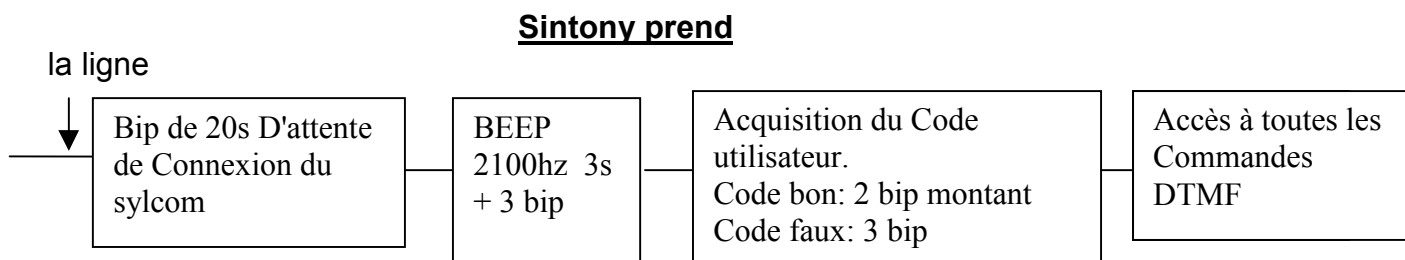 Sintony prend
la ligne
Bip de 20s D'attente
de Connexion du
sylcom
BEEP
2100hz 3s
+ 3 bip
Acquisition du Code
utilisateur.
Code bon: 2 bip montant
Code faux: 3 bip
Accès à toutes les
Commandes
DTMF